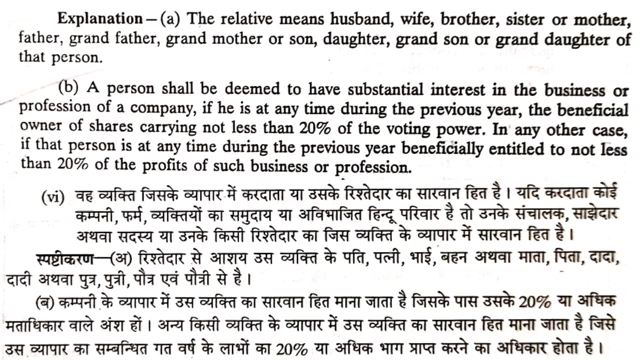 Explanation – (a) The relative means husband, wife, brother, sister or mother,
father, grand father, grand mother or son, daughter, grand son or grand daughter of
that person.
(b) A person shall be deemed to have substantial interest in the business or
profession of a company, if he is at any time during the previous year, the beneficial
owner of shares carrying not less than 20% of the voting power. In any other case,
if that person is at any time during the previous year beneficially entitled to not less
than 20% of the profits of such business or profession.
(vi) वह व्यक्ति जिसके व्यापार में करदाता या उसके रिश्तेदार का सारवान हित है। यदि करदाता कोई
कम्पनी, फर्म, व्यक्तियों का समुदाय या अविभाजित हिन्दू परिवार है तो उनके संचालक, साझेदार
अथवा सदस्य या उनके किसी रिश्तेदार का जिस व्यक्ति के व्यापार में सारवान हित है।
स्पष्टीकरण – (अ) रिश्तेदार से आशय उस व्यक्ति के पति, पत्नी, भाई, बहन अथवा माता, पिता, दादा,
दादी अथवा पुत्र, पुत्री, पौत्र एवं पौत्री से है।
(ब) कम्पनी के व्यापार में उस व्यक्ति का सारवान हित माना जाता है जिसके पास उसके 20% या अधिक
मताधिकार वाले अंश हों। अन्य किसी व्यक्ति के व्यापार में उस व्यक्ति का सारवान हित माना जाता है जिसे
उस व्यापार का सम्बन्धित गत वर्ष के लाभों का 20% या अधिक भाग प्राप्त करने का अधिकार होता है।